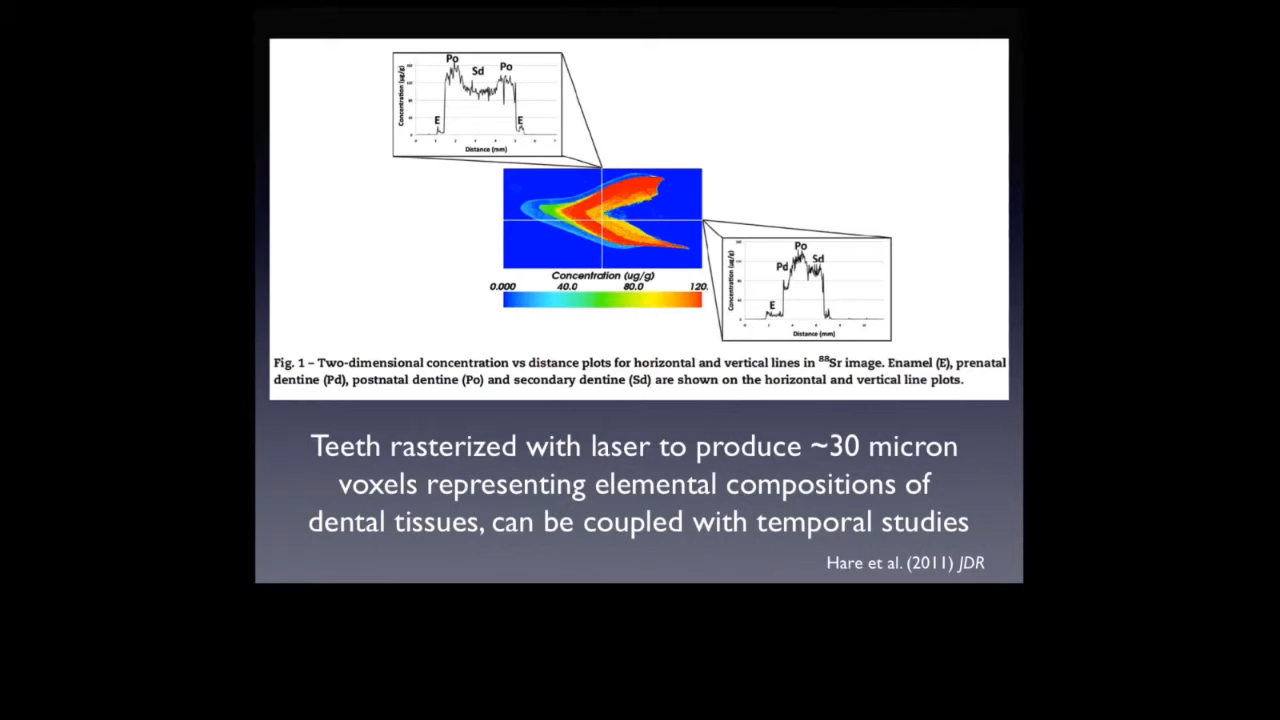 Po
Sd
Po
E
E
Concentration (µg/g)
Distance (mm)
Concentration (ug/g)
0.000 40.0 80.0 120.
Po
Pd
Sd
E
Concentration (µg/g)
Distance (mm)
Fig. 1 – Two-dimensional concentration vs distance plots for horizontal and vertical lines in ⁸⁸Sr image. Enamel (E), prenatal
dentine (Pd), postnatal dentine (Po) and secondary dentine (Sd) are shown on the horizontal and vertical line plots.
Teeth rasterized with laser to produce ~30 micron
voxels representing elemental compositions of
dental tissues, can be coupled with temporal studies
Hare et al. (2011) JDR